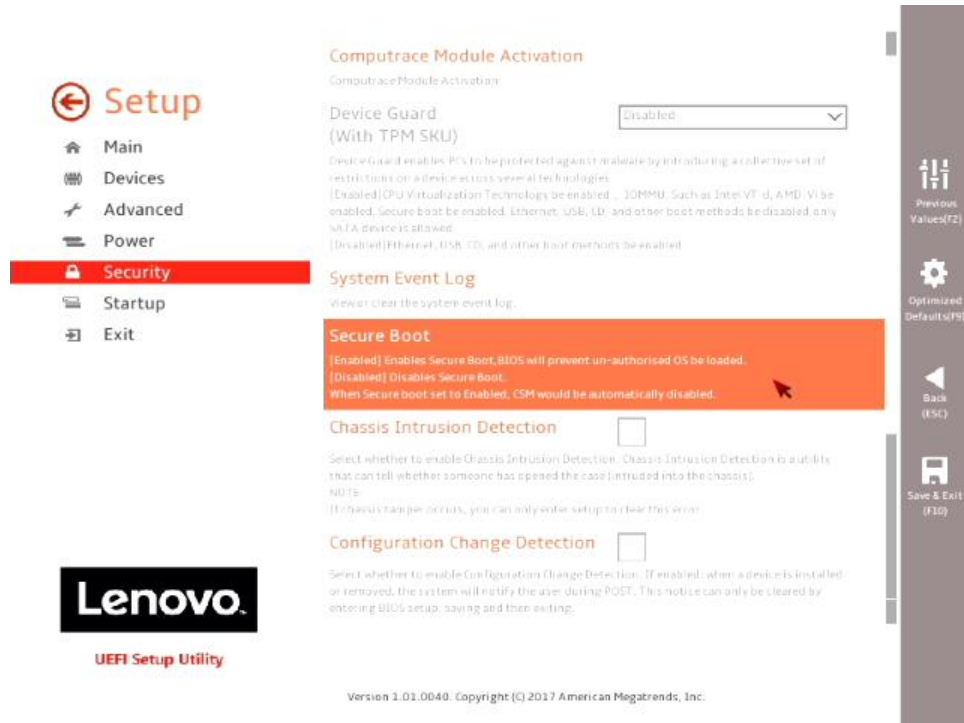 Setup
Main
Devices
Advanced
Power
Security
Startup
Exit
Lenovo.
UEFI Setup Utility
Computrace Module Activation
Computrace Module Activation
Device Guard
(With TPM SKU)
Disabled
Device Guard enables PCs to be protected against malware by introducing a collective set of
restrictions on a device across several technologies
[Enabled]CPU Virtualization Technology be enabled , IOMMU, Such as Intel VT-d, AMD-Vi be
enabled, Secure boot be enabled, Ethernet, USB, CD, and other boot methods be disabled, only
SATA device is allowed
[Disabled]Ethernet, USB, CD, and other boot methods be enabled
System Event Log
View or clear the system event log.
Secure Boot
[Enabled] Enables Secure Boot,BIOS will prevent un-authorised OS be loaded.
[Disabled] Disables Secure Boot.
When Secure boot set to Enabled, CSM would be automatically disabled.
Chassis Intrusion Detection
Select whether to enable Chassis Intrusion Detection. Chassis Intrusion Detection is a utility
that can tell whether someone has opened the case (intruded into the chassis).
NOTE
If chassis tamper occurs, you can only enter setup to clear this error
Configuration Change Detection
Select whether to enable Configuration Change Detection. If enabled, when a device is installed
or removed, the system will notify the user during POST. This notice can only be cleared by
entering BIOS setup, saving and then exiting.
Version 1.01.0040. Copyright (C) 2017 American Megatrends, Inc.
Previous
Values(F2)
Optimized
Defaults(F9)
Back
(ESC)
Save & Exit
(F10)